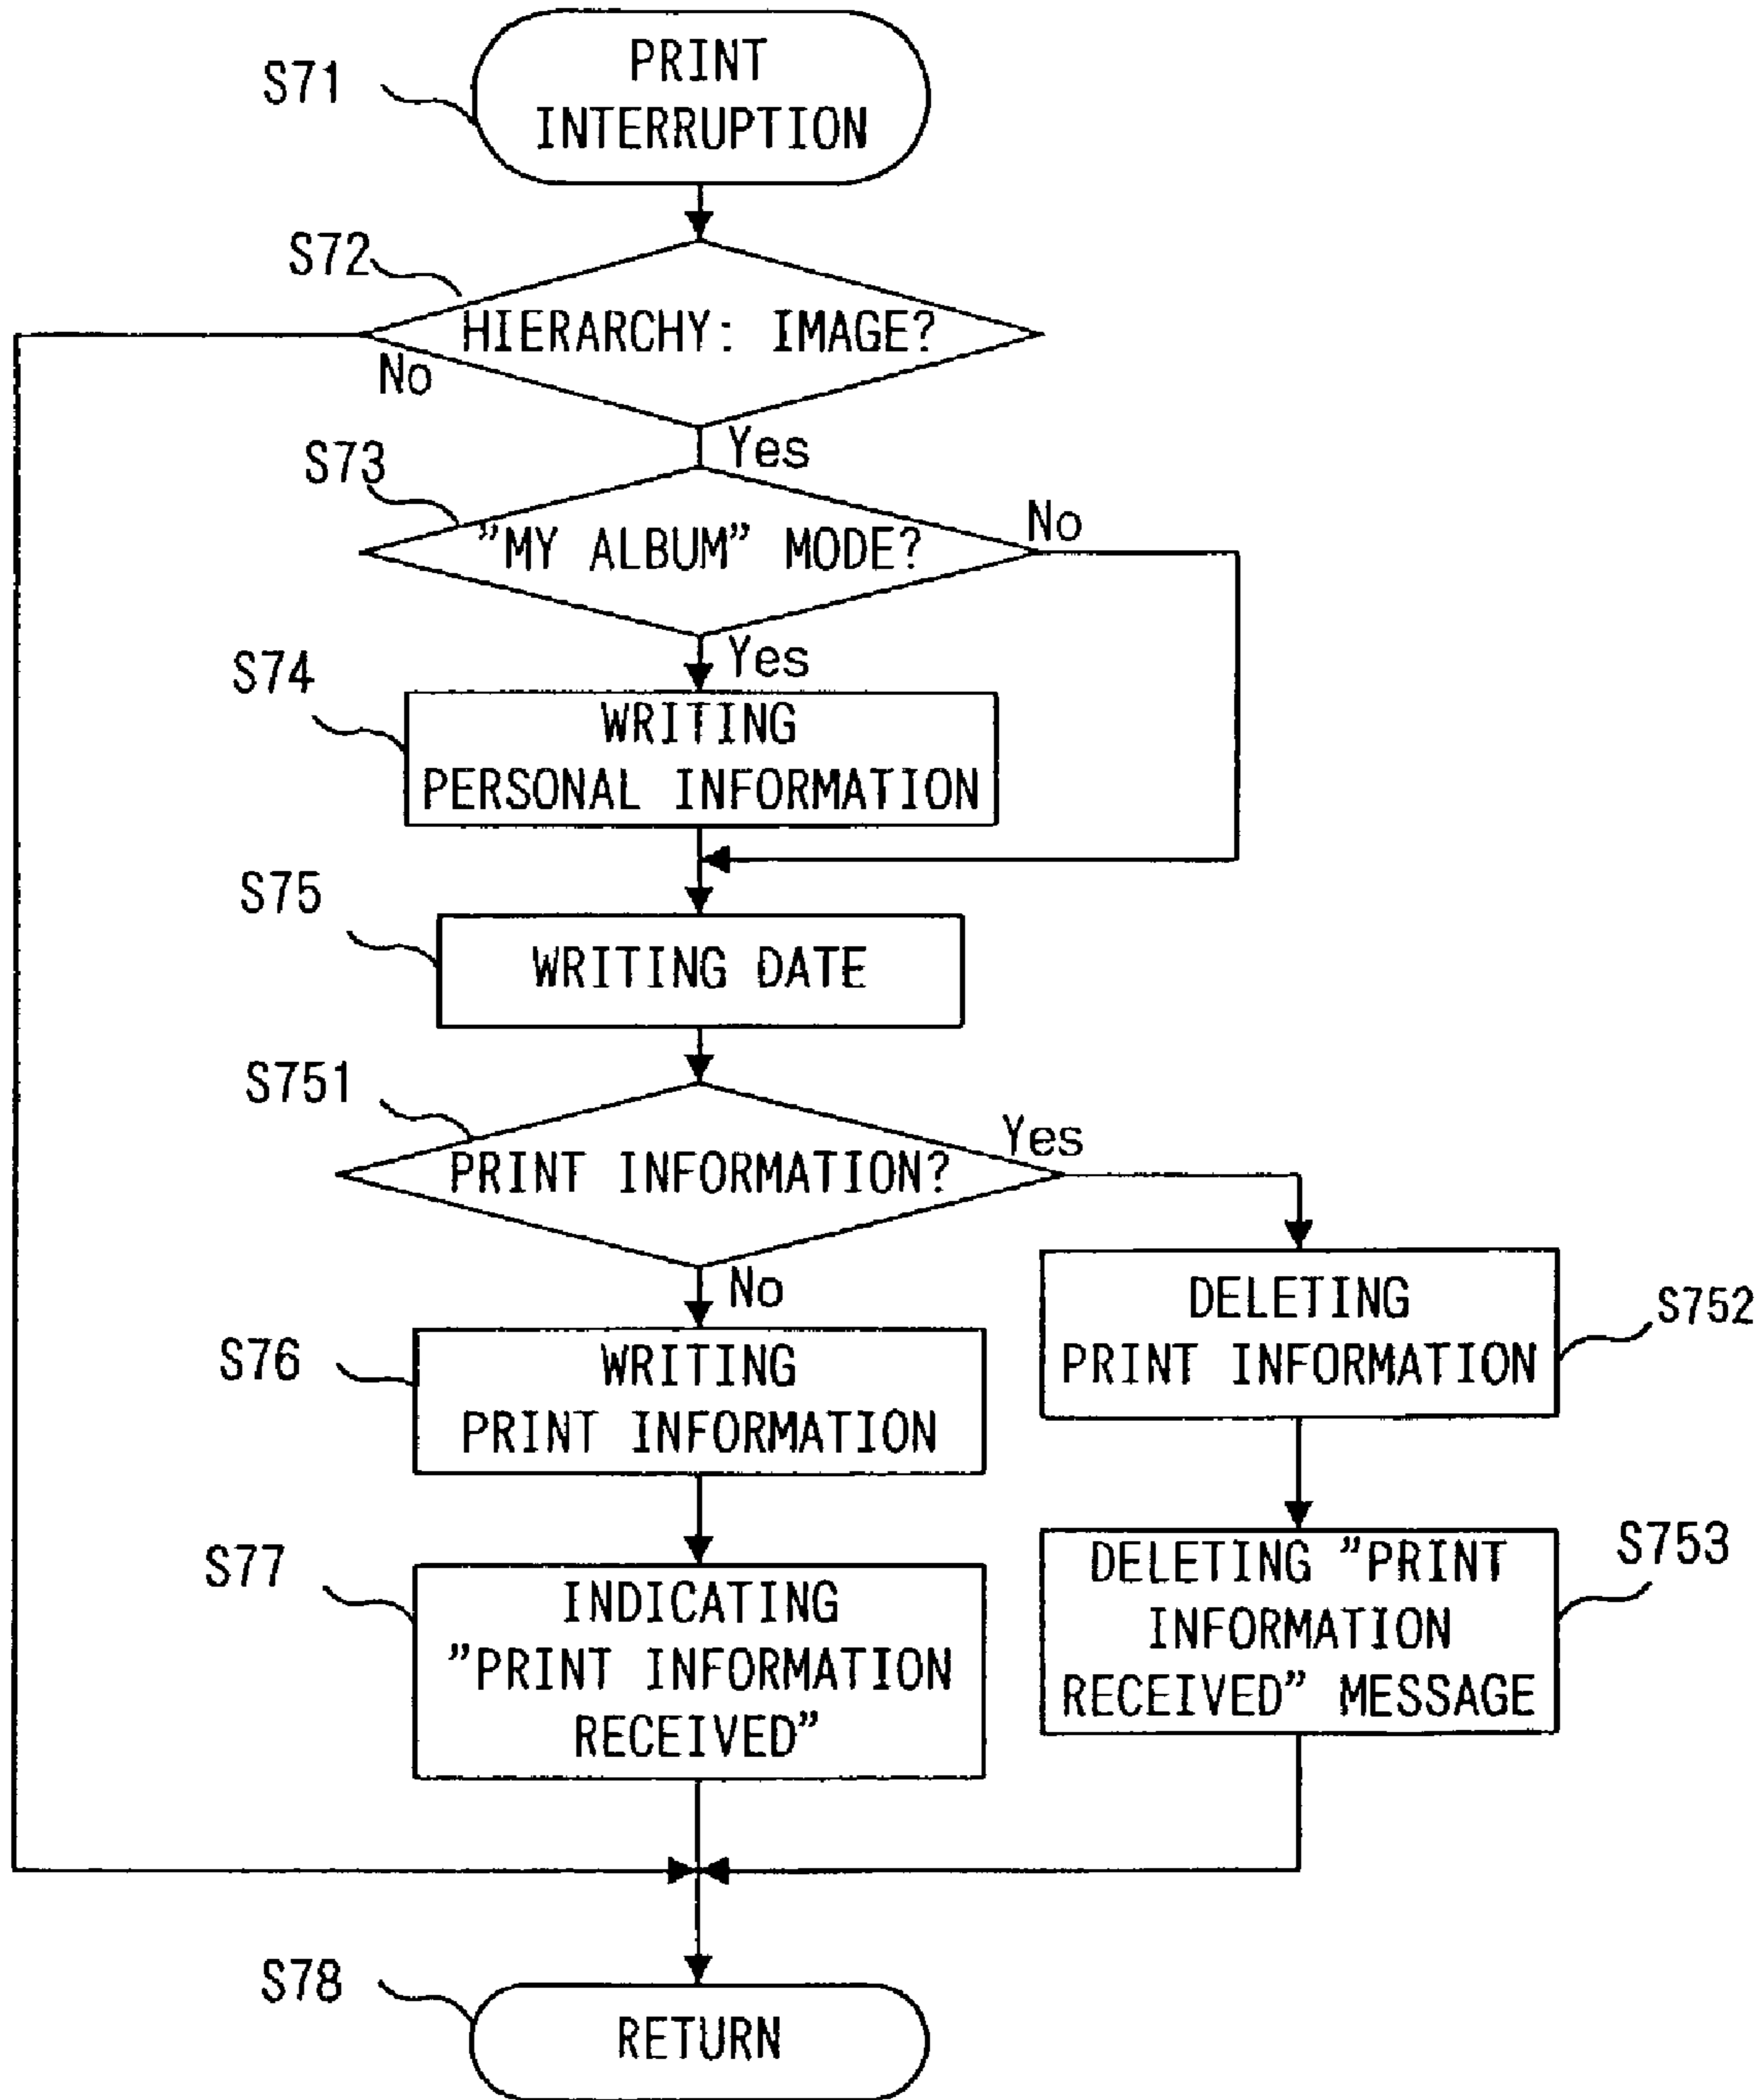 S71
PRINT
INTERRUPTION
S72
HIERARCHY: IMAGE?
No
Yes
S73
"MY ALBUM" MODE?
No
Yes
S74
WRITING
PERSONAL INFORMATION
S75
WRITING DATE
S751
PRINT INFORMATION?
Yes
No
S76
WRITING
PRINT INFORMATION
DELETING
PRINT INFORMATION
S752
S77
INDICATING
"PRINT INFORMATION
RECEIVED"
DELETING "PRINT
INFORMATION
RECEIVED" MESSAGE
S753
S78
RETURN